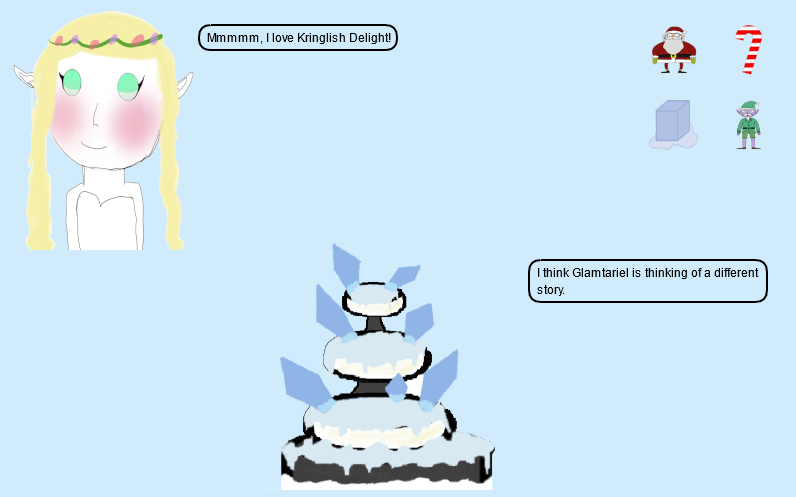 Mmmmm, I love Kringlish Delight!
I think Glamtariel is thinking of a different
story.